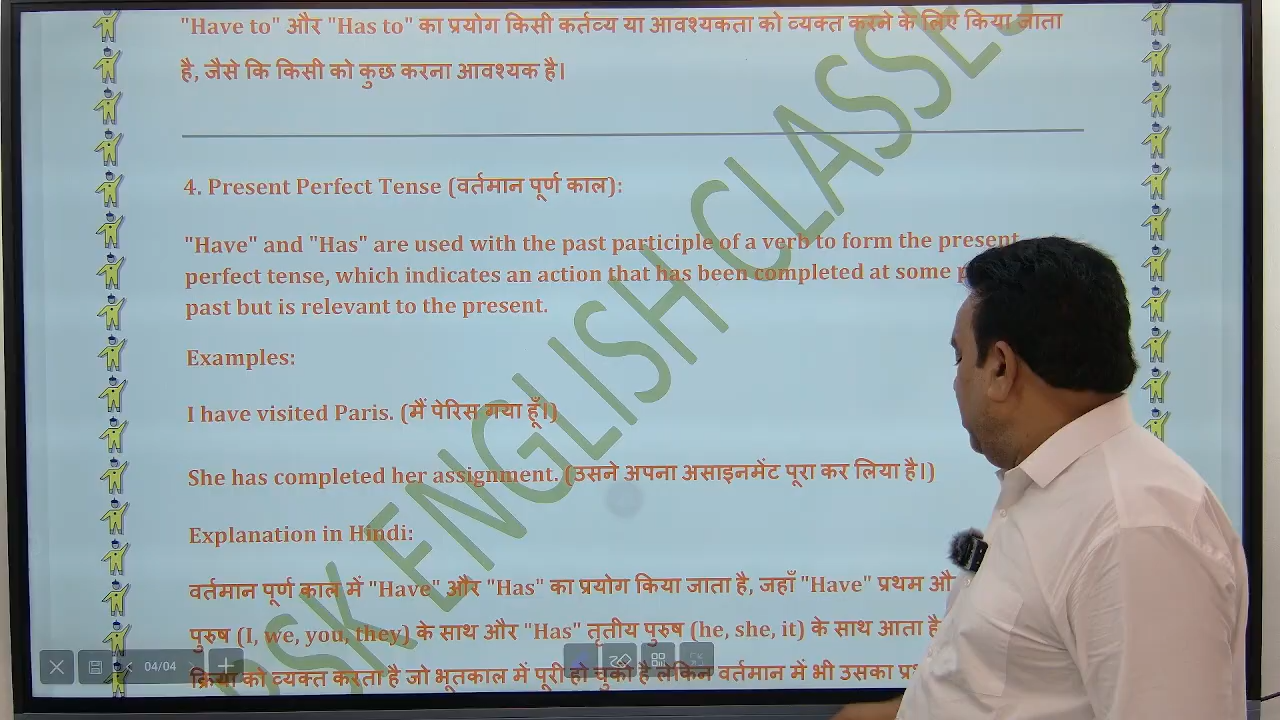 "Have to" और "Has to" का प्रयोग किसी कर्तव्य या आवश्यकता को व्यक्त करने के लिए किया जाता
है, जैसे कि किसी को कुछ करना आवश्यक है।
4. Present Perfect Tense (वर्तमान पूर्ण काल):
"Have" and "Has" are used with the past participle of a verb to form the present
perfect tense, which indicates an action that has been completed at some
past but is relevant to the present.
Examples:
I have visited Paris. (मैं पेरिस गया हूँ।)
She has completed her assignment. (उसने अपना असाइनमेंट पूरा कर लिया है।)
Explanation in Hindi:
वर्तमान पूर्ण काल में "Have" और "Has" का प्रयोग किया जाता है, जहाँ "Have" प्रथम
पुरुष (I, we, you, they) के साथ और "Has" तृतीय पुरुष (he, she, it) के साथ आता
क्रिया को व्यक्त करता है जो भूतकाल में पूरी हो चुकी है लेकिन वर्तमान में भी उसका
04/04
ENGLISH CLASSES